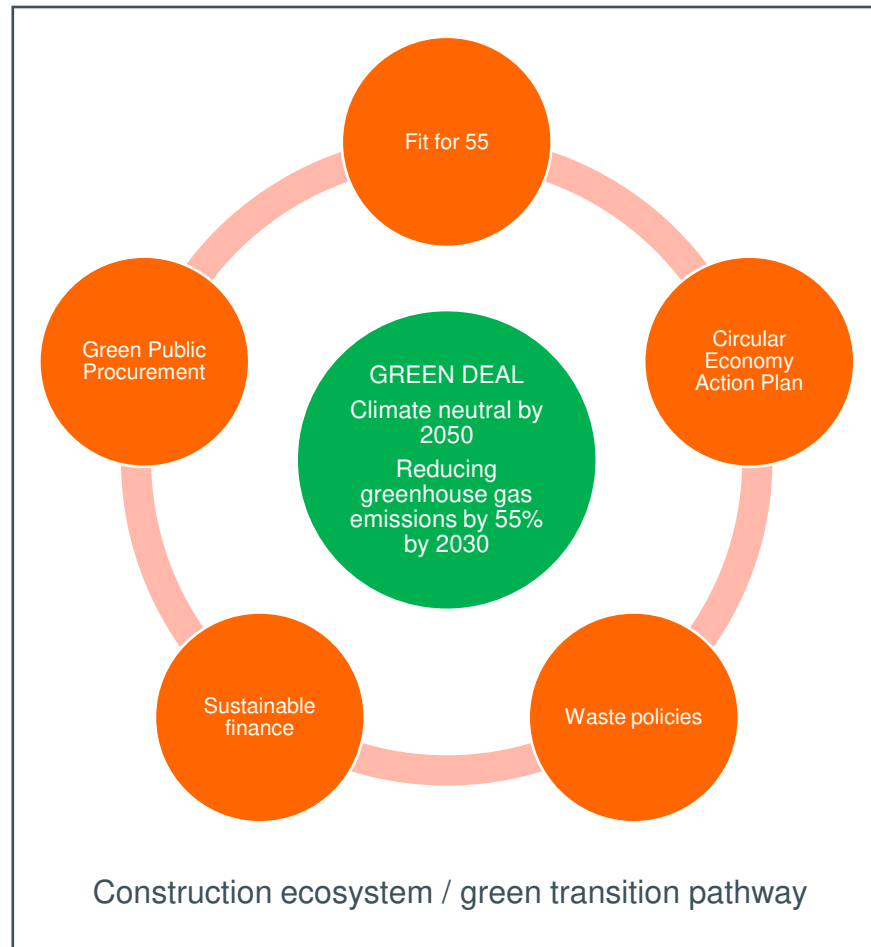 Fit for 55
Circular
Economy
Action Plan
Green Public
Procurement
GREEN DEAL
Climate neutral by
2050
Reducing
greenhouse gas
emissions by 55%
by 2030
Sustainable
finance
Waste policies
Construction ecosystem / green transition pathway